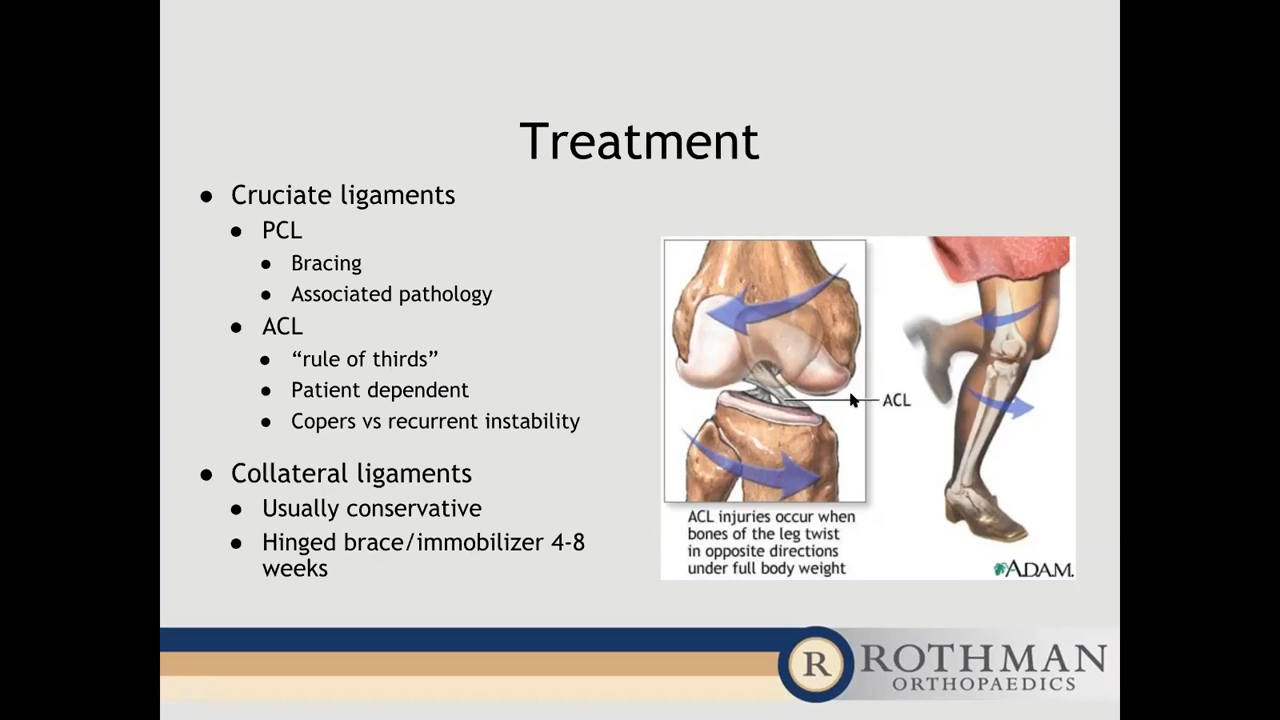 Treatment
● Cruciate ligaments
● PCL
● Bracing
● Associated pathology
● ACL
● “rule of thirds”
● Patient dependent
● Copers vs recurrent instability
● Collateral ligaments
● Usually conservative
● Hinged brace/immobilizer 4-8
weeks
ACL
ACL injuries occur when
bones of the leg twist
in opposite directions
under full body weight
ADAM.
R ROTHMAN
ORTHOPAEDICS